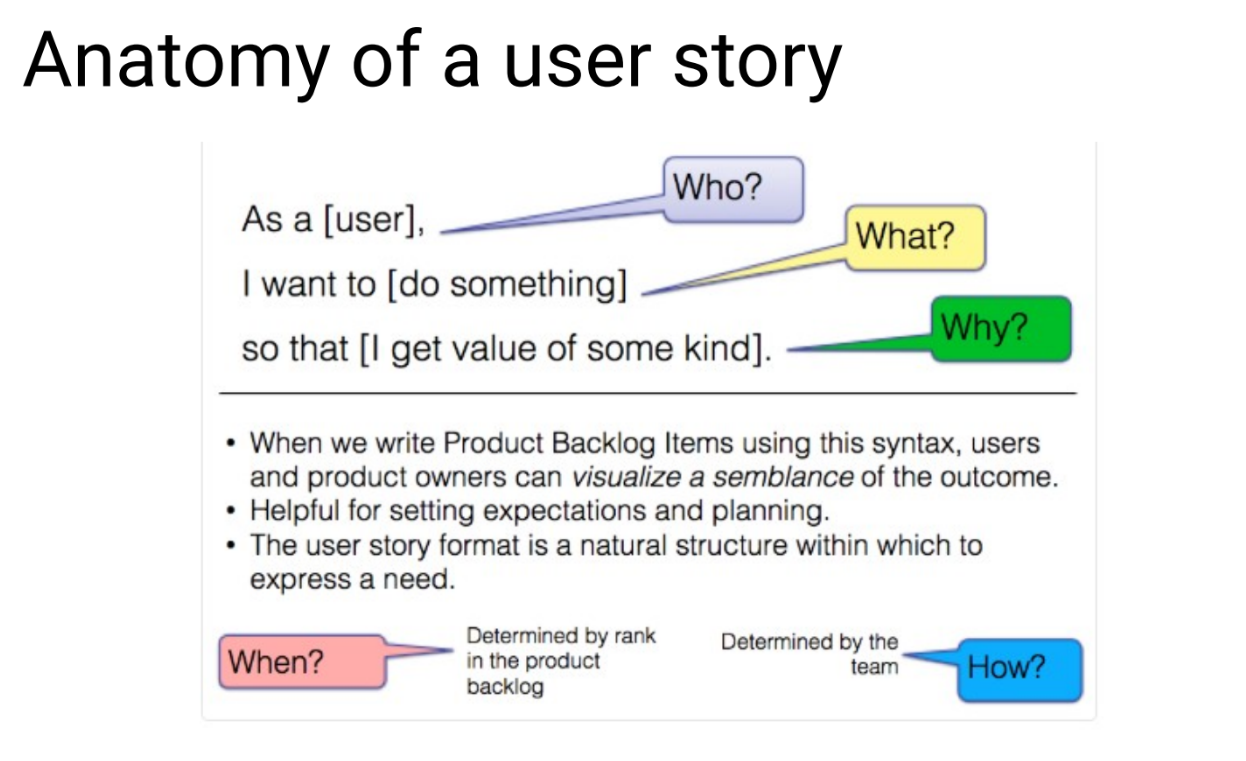 Anatomy of a user story
Who?
As a [user],
What?
I want to [do something]
Why?
so that [I get value of some kind].
• When we write Product Backlog Items using this syntax, users
and product owners can visualize a semblance of the outcome.
• Helpful for setting expectations and planning.
• The user story format is a natural structure within which to
express a need.
When?
Determined by rank
in the product
backlog
Determined by the
team
How?